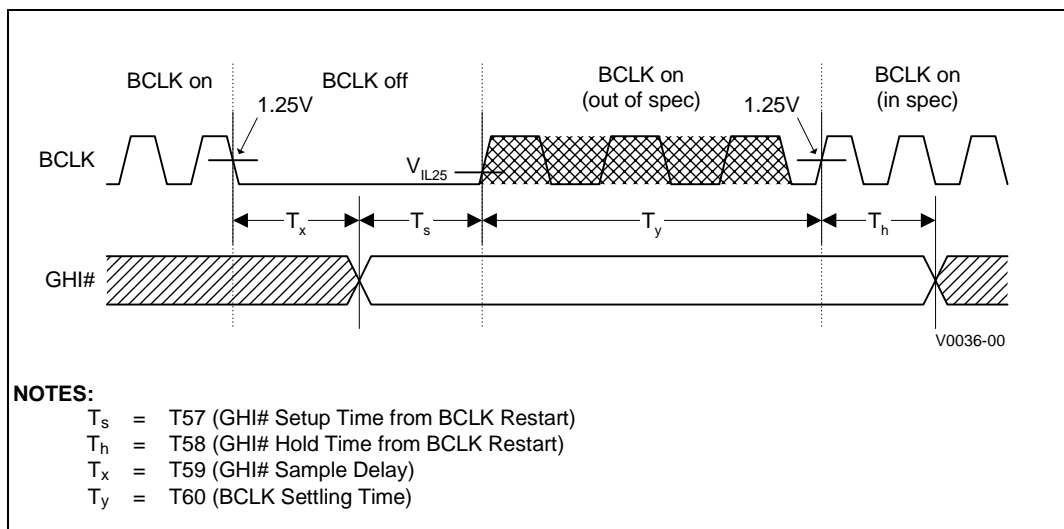 BCLK on
BCLK off
BCLK on
(out of spec)
BCLK on
(in spec)
1.25V
1.25V
BCLK
VIL25
Tx
Ts
Ty
Th
GHI#
V0036-00
NOTES:
Ts = T57 (GHI# Setup Time from BCLK Restart)
Th = T58 (GHI# Hold Time from BCLK Restart)
Tx = T59 (GHI# Sample Delay)
Ty = T60 (BCLK Settling Time)